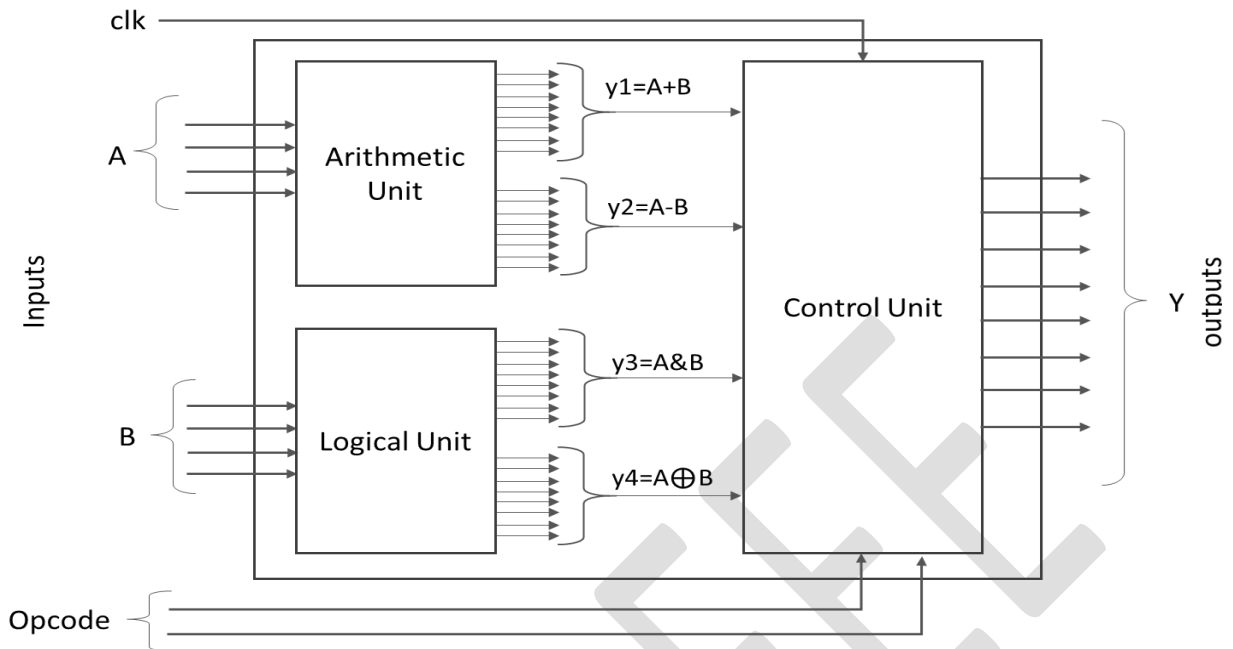 clk
Inputs
A
B
Arithmetic
Unit
Logical Unit
y1=A+B
y2=A-B
y3=A&B
y4=A⊕B
Control Unit
Y
outputs
Opcode